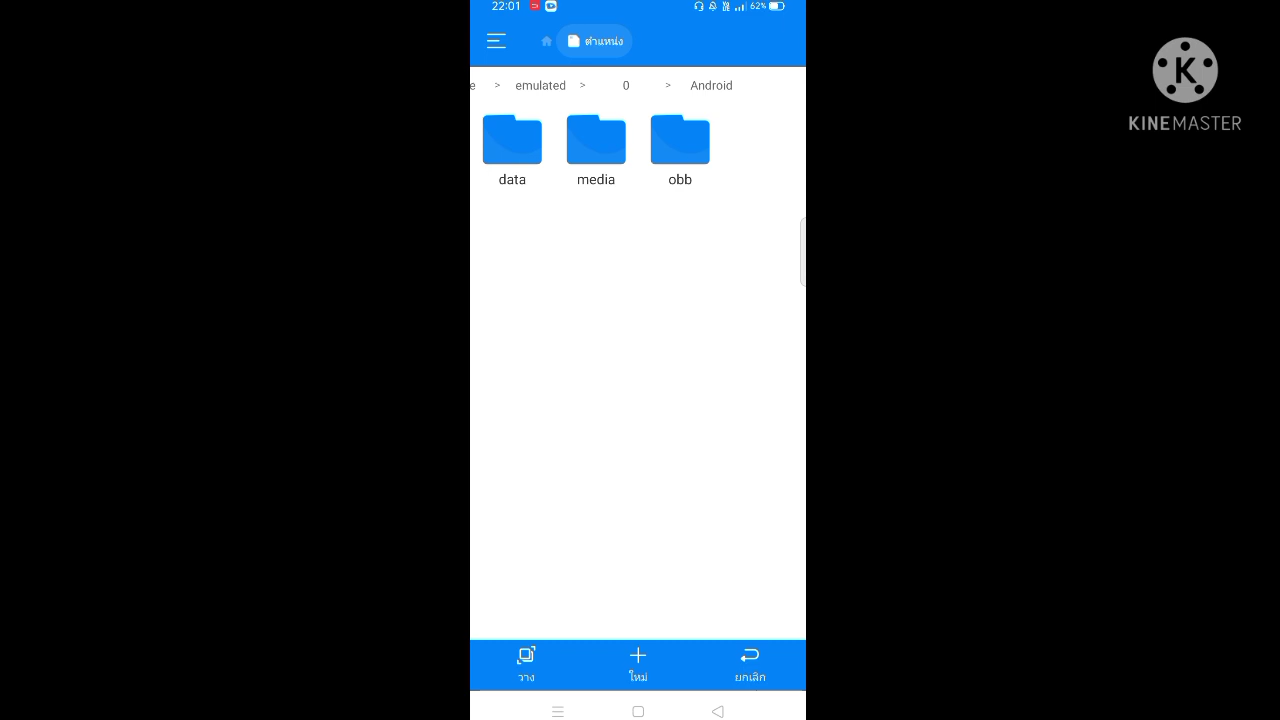 22:01 62%
ตำแหน่ง
e > emulated > 0 > Android
data media obb
วาง ใหม่ ยกเลิก
K
KINEMASTER